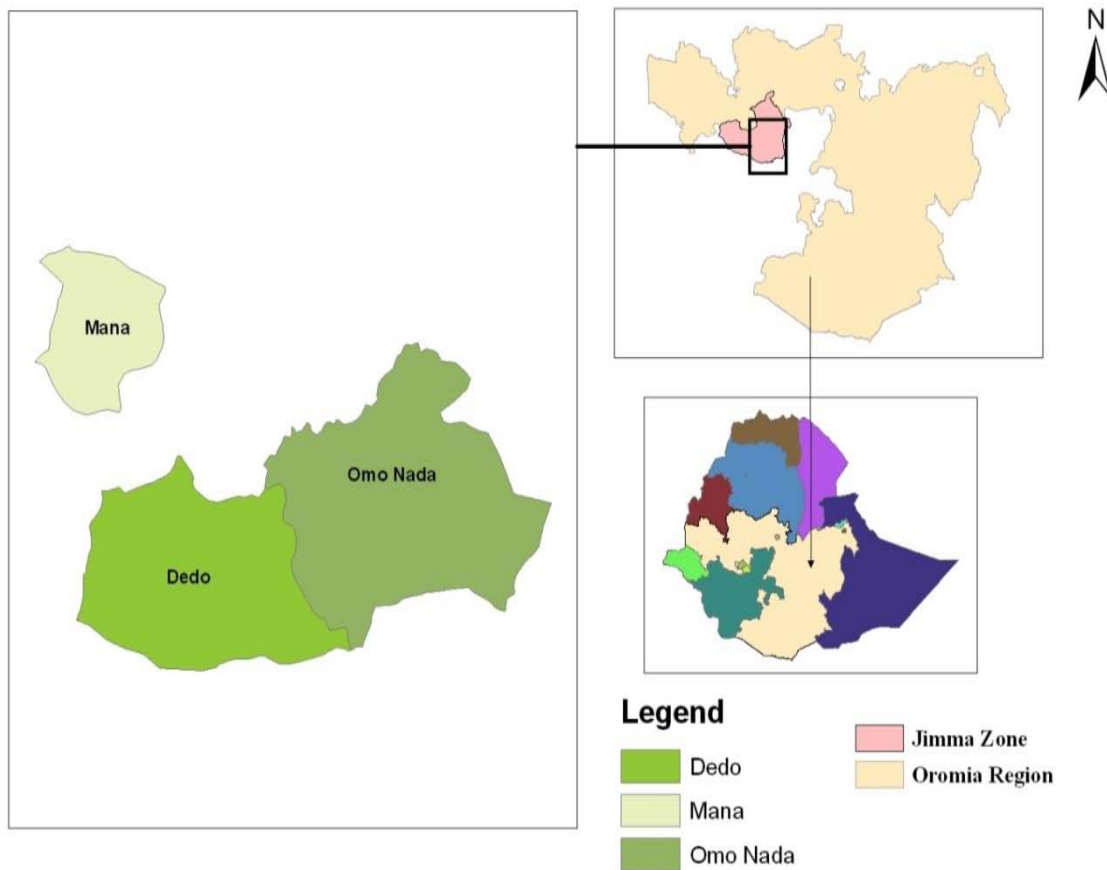 N
Mana
Omo Nada
Dedo
Legend
Dedo
Mana
Omo Nada
Jimma Zone
Oromia Region